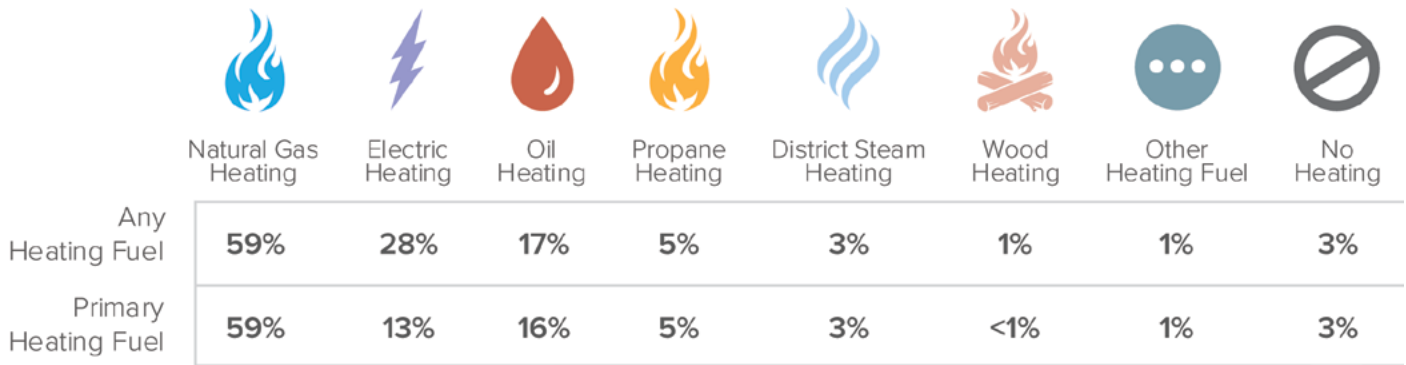 Natural Gas
Heating
Electric
Heating
Oil
Heating
Propane
Heating
District Steam
Heating
Wood
Heating
Other
Heating Fuel
No
Heating
Any
Heating Fuel
59% 28% 17% 5% 3% 1% 1% 3%
Primary
Heating Fuel
59% 13% 16% 5% 3% <1% 1% 3%